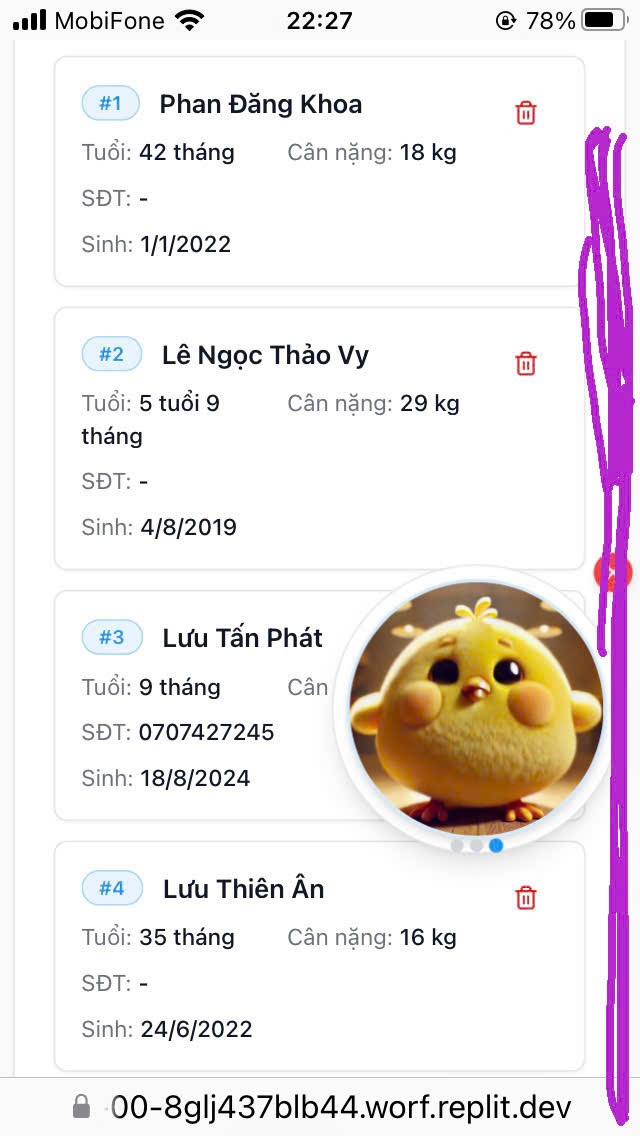 MobiFone 22:27 78%
#1 Phan Đăng Khoa
Tuổi: 42 tháng Cân nặng: 18 kg
SĐT: -
Sinh: 1/1/2022
#2 Lê Ngọc Thảo Vy
Tuổi: 5 tuổi 9 Cân nặng: 29 kg
tháng
SĐT: -
Sinh: 4/8/2019
#3 Lưu Tấn Phát
Tuổi: 9 tháng Cân
SĐT: 0707427245
Sinh: 18/8/2024
#4 Lưu Thiên Ân
Tuổi: 35 tháng Cân nặng: 16 kg
SĐT: -
Sinh: 24/6/2022
00-8glj437blb44.worf.replit.dev